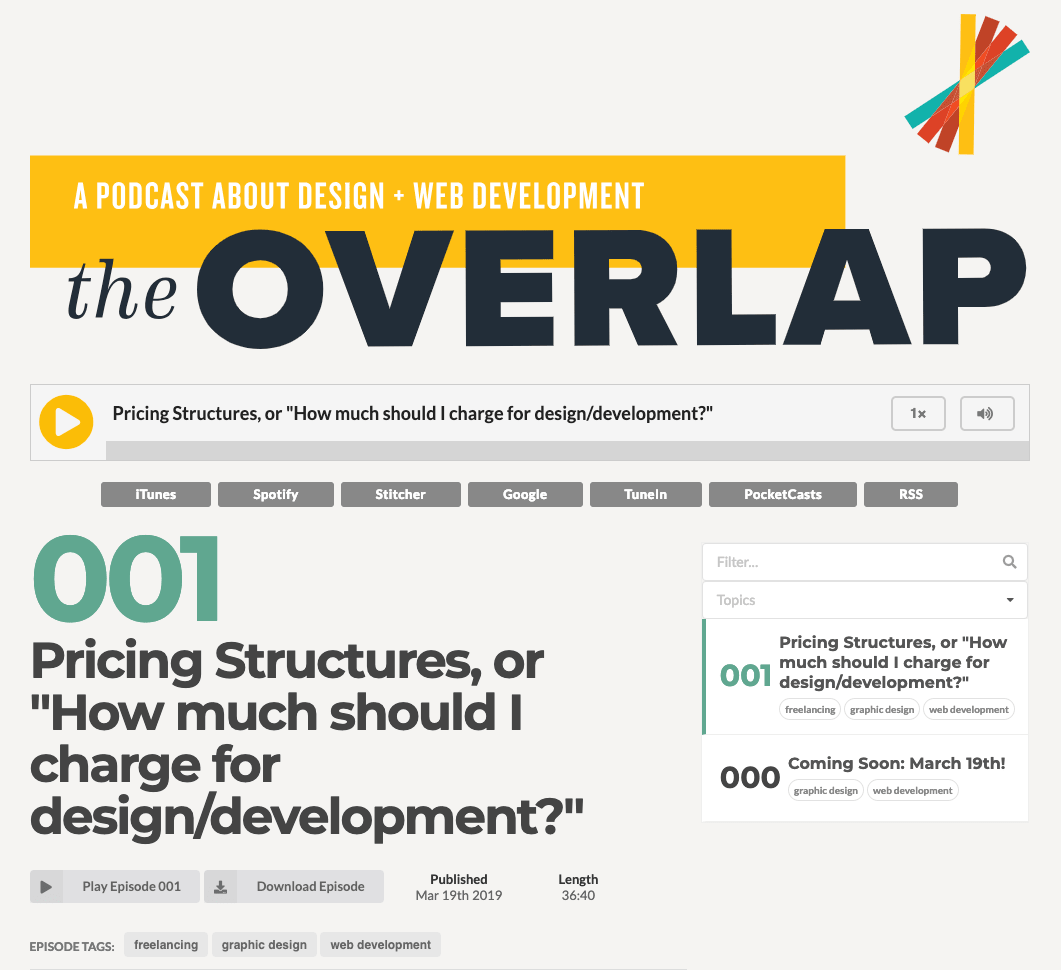 A PODCAST ABOUT DESIGN + WEB DEVELOPMENT
the OVERLAP
Pricing Structures, or "How much should I charge for design/development?"
1x
iTunes
Spotify
Stitcher
Google
TuneIn
PocketCasts
RSS
001
Pricing Structures, or
"How much should I
charge for
design/development?"
Play Episode 001
Download Episode
Published
Mar 19th 2019
Length
36:40
EPISODE TAGS:
freelancing
graphic design
web development
Filter...
Topics
001
Pricing Structures, or "How
much should I charge for
design/development?"
freelancing
graphic design
web development
000
Coming Soon: March 19th!
graphic design
web development